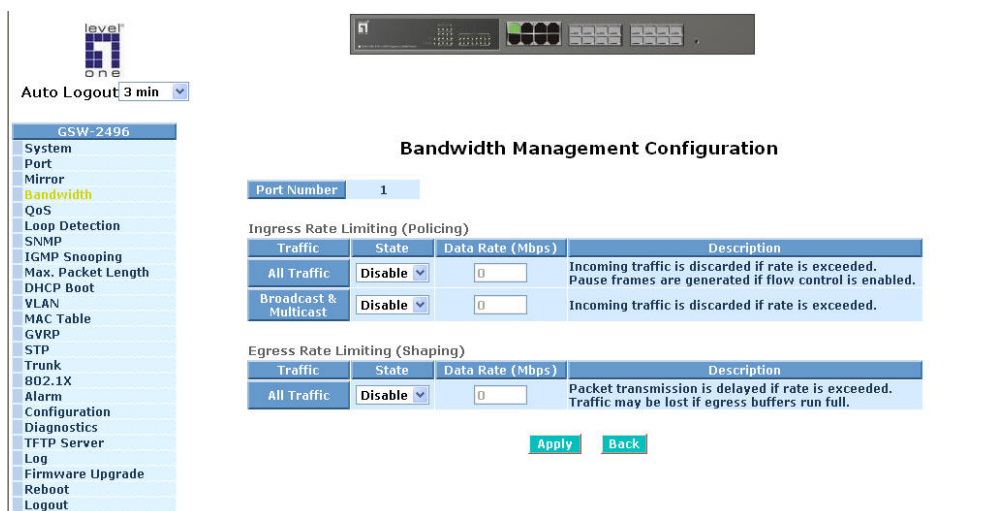 level
one
Auto Logout 3 min
GSW-2496
System
Port
Mirror
Bandwidth
QoS
Loop Detection
SNMP
IGMP Snooping
Max. Packet Length
DHCP Boot
VLAN
MAC Table
GVRP
STP
Trunk
802.1X
Alarm
Configuration
Diagnostics
TFTP Server
Log
Firmware Upgrade
Reboot
Logout
Bandwidth Management Configuration
Port Number 1
Ingress Rate Limiting (Policing)
Traffic State Data Rate (Mbps) Description
All Traffic Disable 0 Incoming traffic is discarded if rate is exceeded.
Pause frames are generated if flow control is enabled.
Broadcast &
Multicast Disable 0 Incoming traffic is discarded if rate is exceeded.
Egress Rate Limiting (Shaping)
Traffic State Data Rate (Mbps) Description
All Traffic Disable 0 Packet transmission is delayed if rate is exceeded.
Traffic may be lost if egress buffers run full.
Apply Back